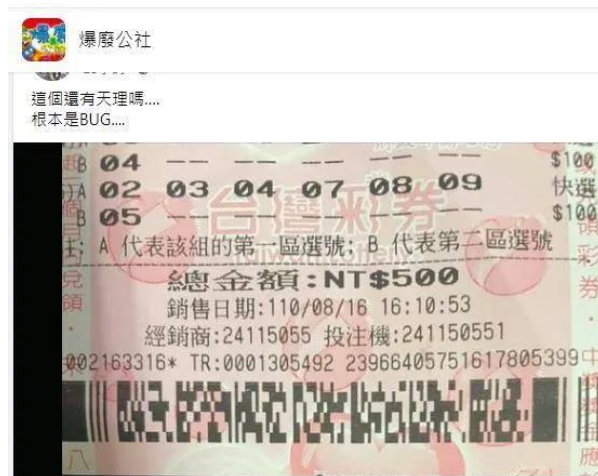 爆廢公社
這個還有天理嗎....
根本是BUG....
B 04 -- -- -- -- -- $100
A 02 03 04 07 08 09 快選
B 05 -- -- -- -- -- $100
A 代表該組的第一區選號; B 代表第二區選號
總金額:NT$500
銷售日期:110/08/16 16:10:53
經銷商:24115055 投注機:241150551
002163316* TR:0001305492 23966405751617805399
台灣彩券